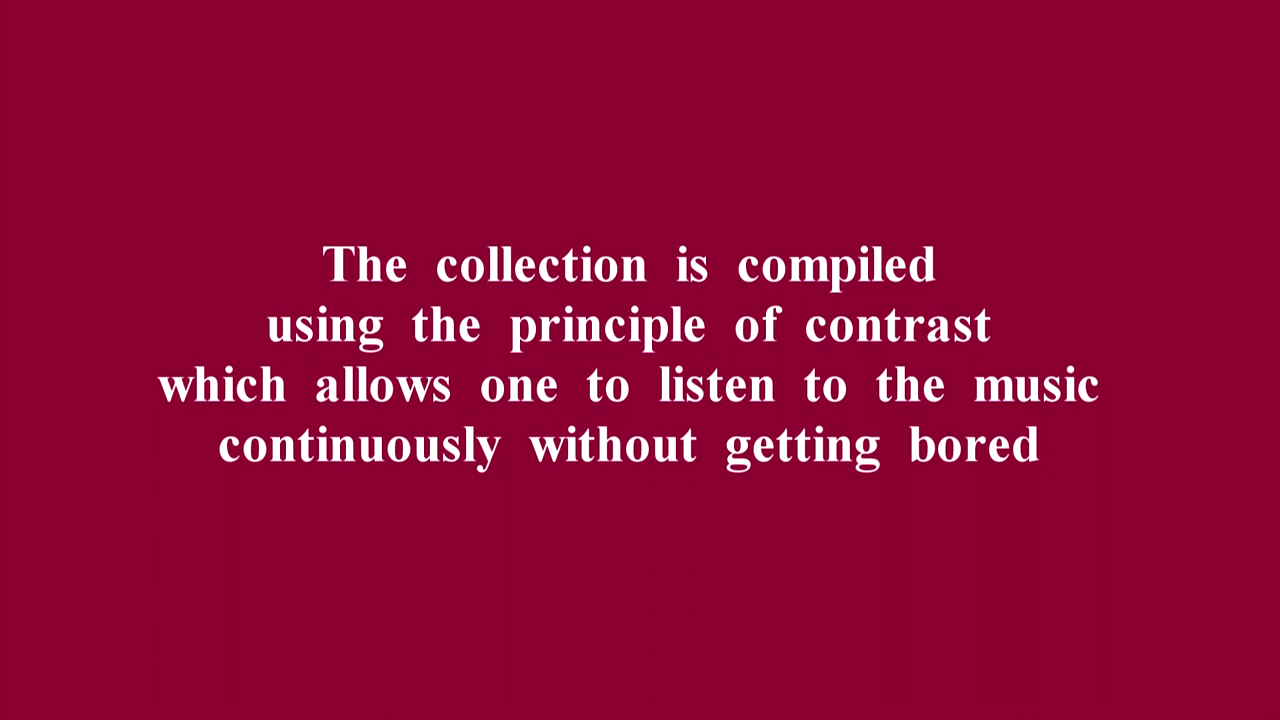 The collection is compiled
using the principle of contrast
which allows one to listen to the music
continuously without getting bored